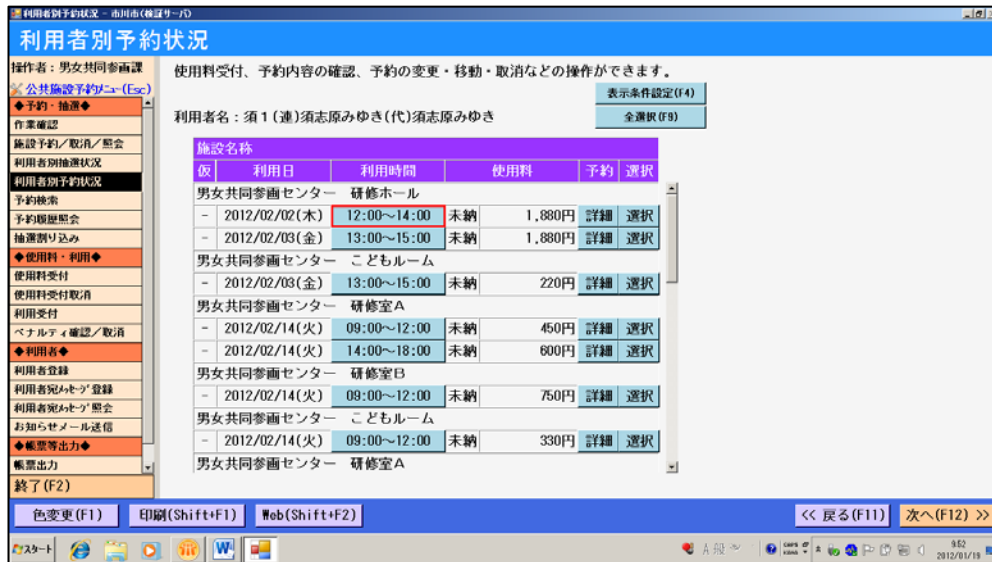 利用者別予約状況 - 市川市(検証サーバ)
利用者別予約状況
操作者：男女共同参画課
公共施設予約ﾒﾆｭｰ(Esc)
◆予約・抽選◆
作業確認
施設予約／取消／照会
利用者別抽選状況
利用者別予約状況
予約検索
予約履歴照会
抽選割り込み
◆使用料・利用◆
使用料受付
使用料受付取消
利用受付
ペナルティ確認／取消
◆利用者◆
利用者登録
利用者宛ﾒｯｾｰｼﾞ登録
利用者宛ﾒｯｾｰｼﾞ照会
お知らせメール送信
◆帳票等出力◆
帳票出力
終了(F2)
使用料受付、予約内容の確認、予約の変更・移動・取消などの操作ができます。
表示条件設定(F4)
利用者名：須１(連)須志原みゆき(代)須志原みゆき
全選択(F9)
施設名称
仮 利用日 利用時間 使用料 予約 選択
男女共同参画センター 研修ホール
- 2012/02/02(木) 12:00～14:00 未納 1,880円 詳細 選択
- 2012/02/03(金) 13:00～15:00 未納 1,880円 詳細 選択
男女共同参画センター こどもルーム
- 2012/02/03(金) 13:00～15:00 未納 220円 詳細 選択
男女共同参画センター 研修室A
- 2012/02/14(火) 09:00～12:00 未納 450円 詳細 選択
- 2012/02/14(火) 14:00～18:00 未納 600円 詳細 選択
男女共同参画センター 研修室B
- 2012/02/14(火) 09:00～12:00 未納 750円 詳細 選択
男女共同参画センター こどもルーム
- 2012/02/14(火) 09:00～12:00 未納 330円 詳細 選択
男女共同参画センター 研修室A
色変更(F1) 印刷(Shift+F1) Web(Shift+F2) << 戻る(F11) 次へ(F12) >>
スタート A 般 CAPS KANA 9:52
2012/01/19